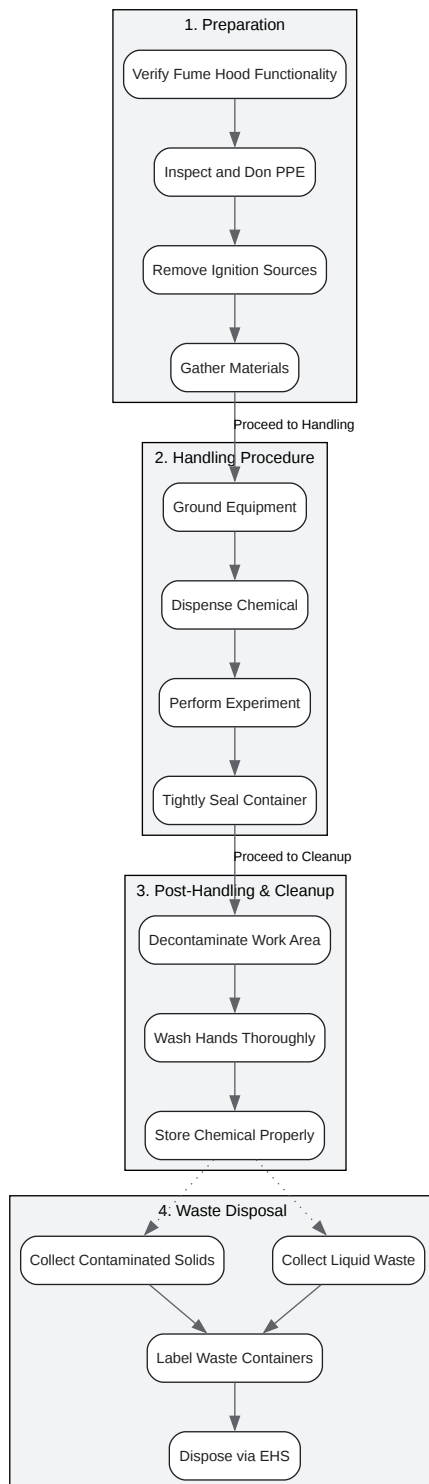 1. Preparation
Verify Fume Hood Functionality
Inspect and Don PPE
Remove Ignition Sources
Gather Materials
Proceed to Handling
2. Handling Procedure
Ground Equipment
Dispense Chemical
Perform Experiment
Tightly Seal Container
Proceed to Cleanup
3. Post-Handling & Cleanup
Decontaminate Work Area
Wash Hands Thoroughly
Store Chemical Properly
4. Waste Disposal
Collect Contaminated Solids
Collect Liquid Waste
Label Waste Containers
Dispose via EHS